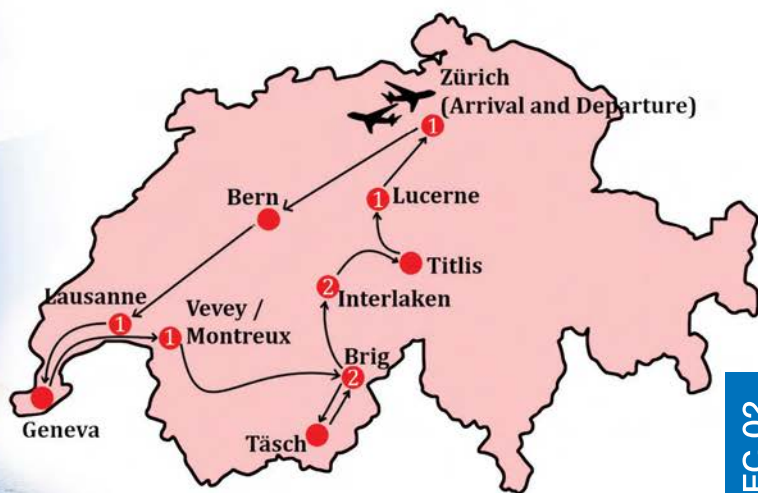 Zürich
(Arrival and Departure)
1
Bern
1
Lucerne
Titlis
2
Interlaken
Lausanne
1
Vevey /
Montreux
1
Brig
2
Geneva
Täsch
EC 02